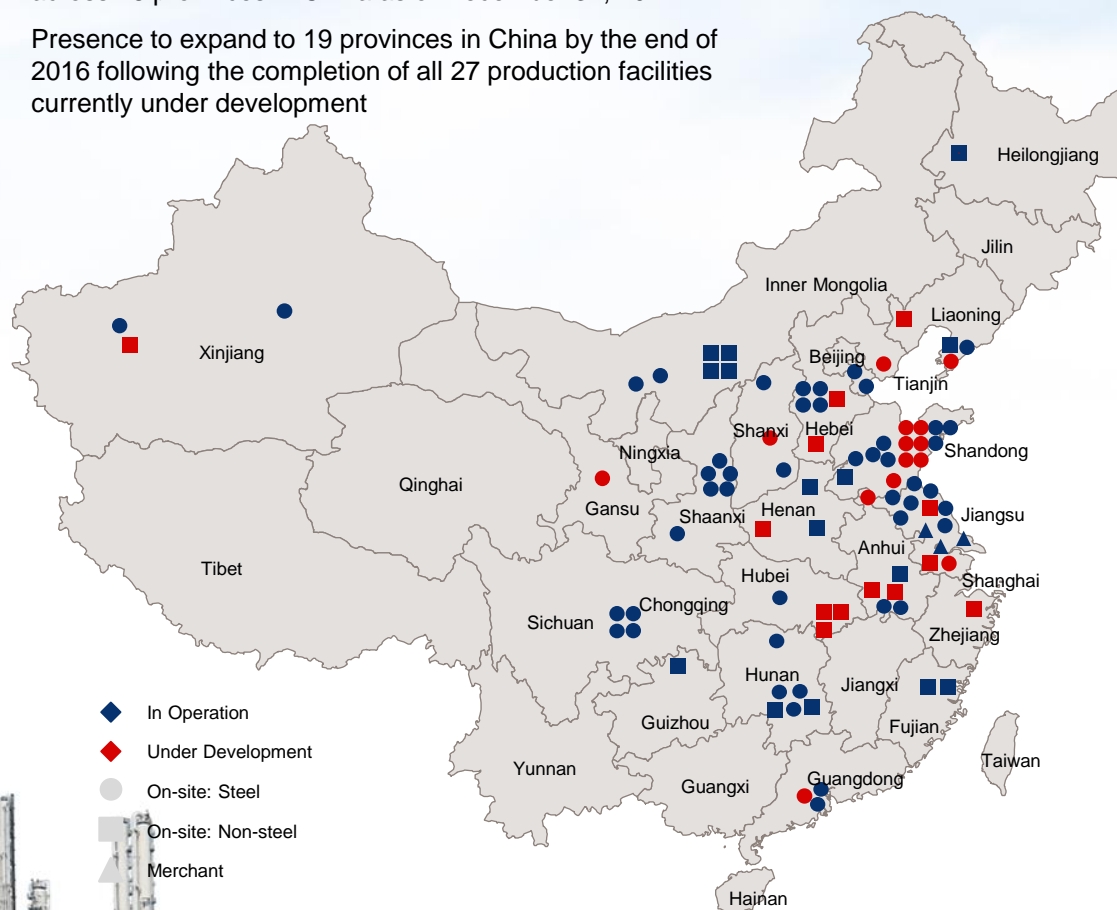 Presence to expand to 19 provinces in China by the end of
2016 following the completion of all 27 production facilities
currently under development
Heilongjiang
Jilin
Inner Mongolia
Liaoning
Xinjiang
Beijing
Tianjin
Shanxi
Hebei
Ningxia
Shandong
Qinghai
Gansu
Shaanxi
Henan
Jiangsu
Anhui
Tibet
Hubei
Shanghai
Chongqing
Sichuan
Zhejiang
Hunan
Jiangxi
Guizhou
Fujian
Yunnan
Guangxi
Guangdong
Taiwan
Hainan
In Operation
Under Development
On-site: Steel
On-site: Non-steel
Merchant